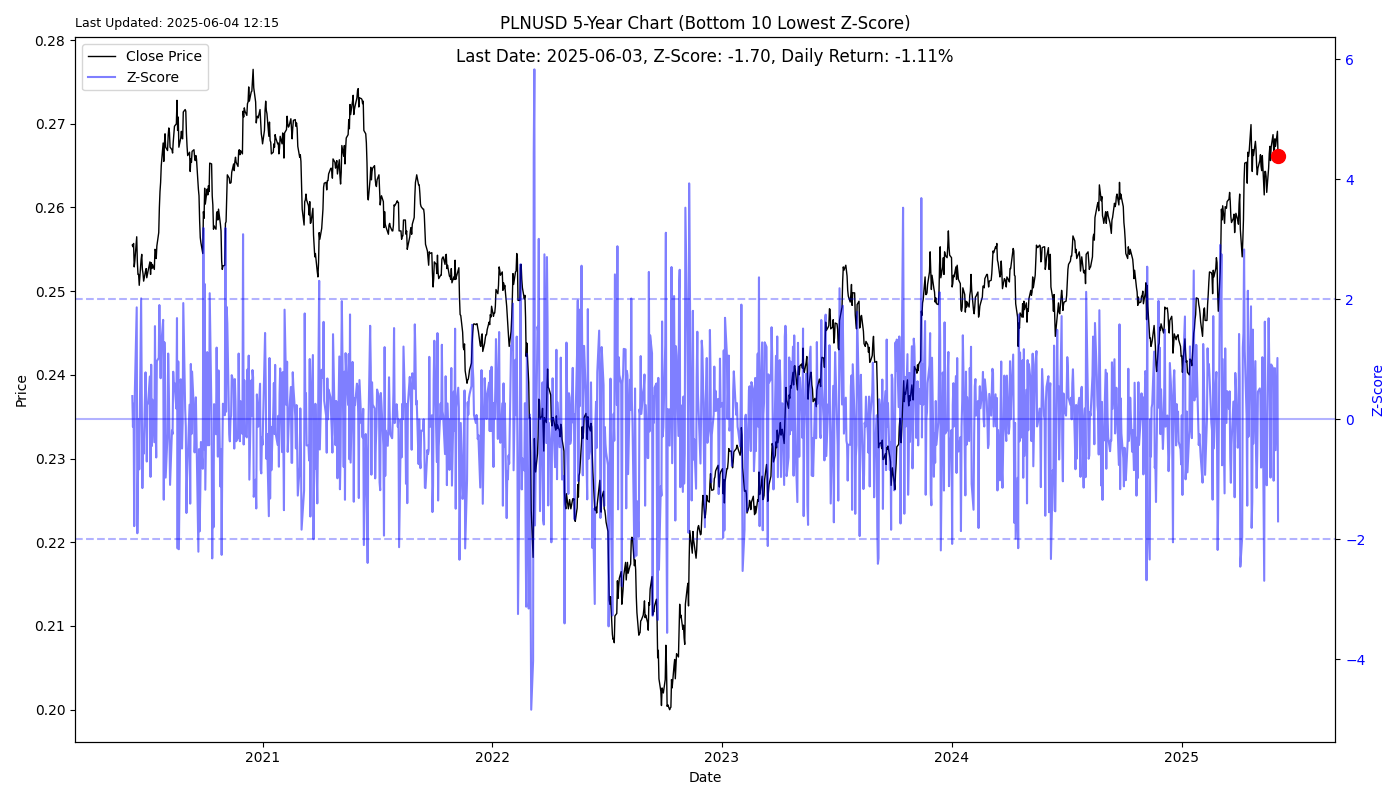 Last Updated: 2025-06-04 12:15
PLNUSD 5-Year Chart (Bottom 10 Lowest Z-Score)
Last Date: 2025-06-03, Z-Score: -1.70, Daily Return: -1.11%
Close Price
Z-Score
0.28
0.27
0.26
0.25
0.24
0.23
0.22
0.21
0.20
Price
6
4
2
0
−2
−4
Z-Score
2021
2022
2023
2024
2025
Date